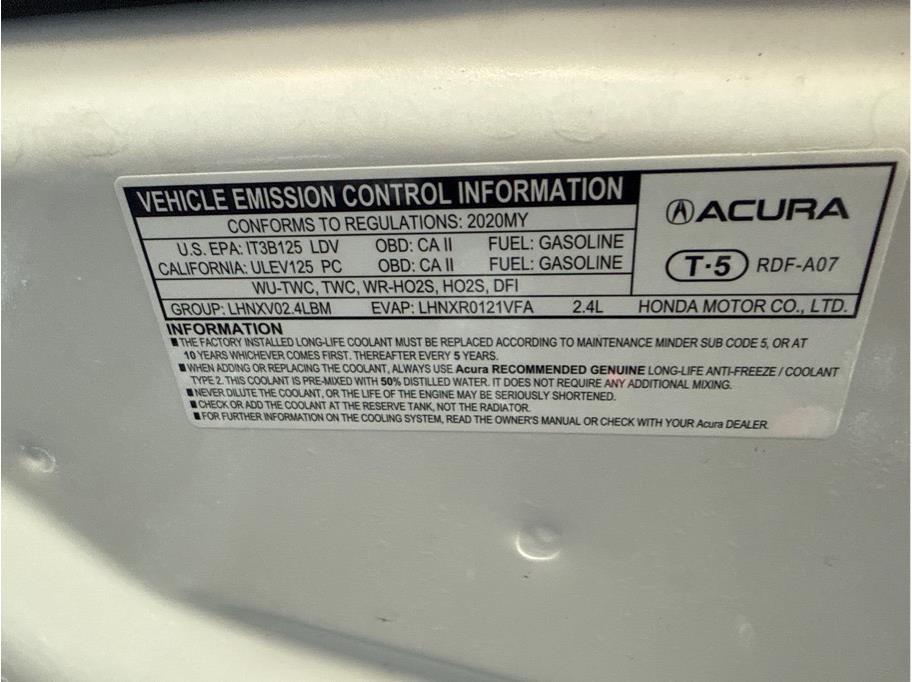 VEHICLE EMISSION CONTROL INFORMATION
CONFORMS TO REGULATIONS: 2020MY
U.S. EPA: IT3B125 LDV OBD: CA II FUEL: GASOLINE
CALIFORNIA: ULEV125 PC OBD: CA II FUEL: GASOLINE
WU-TWC, TWC, WR-HO2S, HO2S, DFI
ACURA
T·5 RDF-A07
GROUP: LHNXV02.4LBM EVAP: LHNXR0121VFA 2.4L HONDA MOTOR CO., LTD.
INFORMATION
■THE FACTORY INSTALLED LONG-LIFE COOLANT MUST BE REPLACED ACCORDING TO MAINTENANCE MINDER SUB CODE 5, OR AT
10 YEARS WHICHEVER COMES FIRST. THEREAFTER EVERY 5 YEARS.
■WHEN ADDING OR REPLACING THE COOLANT, ALWAYS USE Acura RECOMMENDED GENUINE LONG-LIFE ANTI-FREEZE / COOLANT
TYPE 2. THIS COOLANT IS PRE-MIXED WITH 50% DISTILLED WATER. IT DOES NOT REQUIRE ANY ADDITIONAL MIXING.
■NEVER DILUTE THE COOLANT, OR THE LIFE OF THE ENGINE MAY BE SERIOUSLY SHORTENED.
■CHECK OR ADD THE COOLANT AT THE RESERVE TANK, NOT THE RADIATOR.
■FOR FURTHER INFORMATION ON THE COOLING SYSTEM, READ THE OWNER'S MANUAL OR CHECK WITH YOUR Acura DEALER.